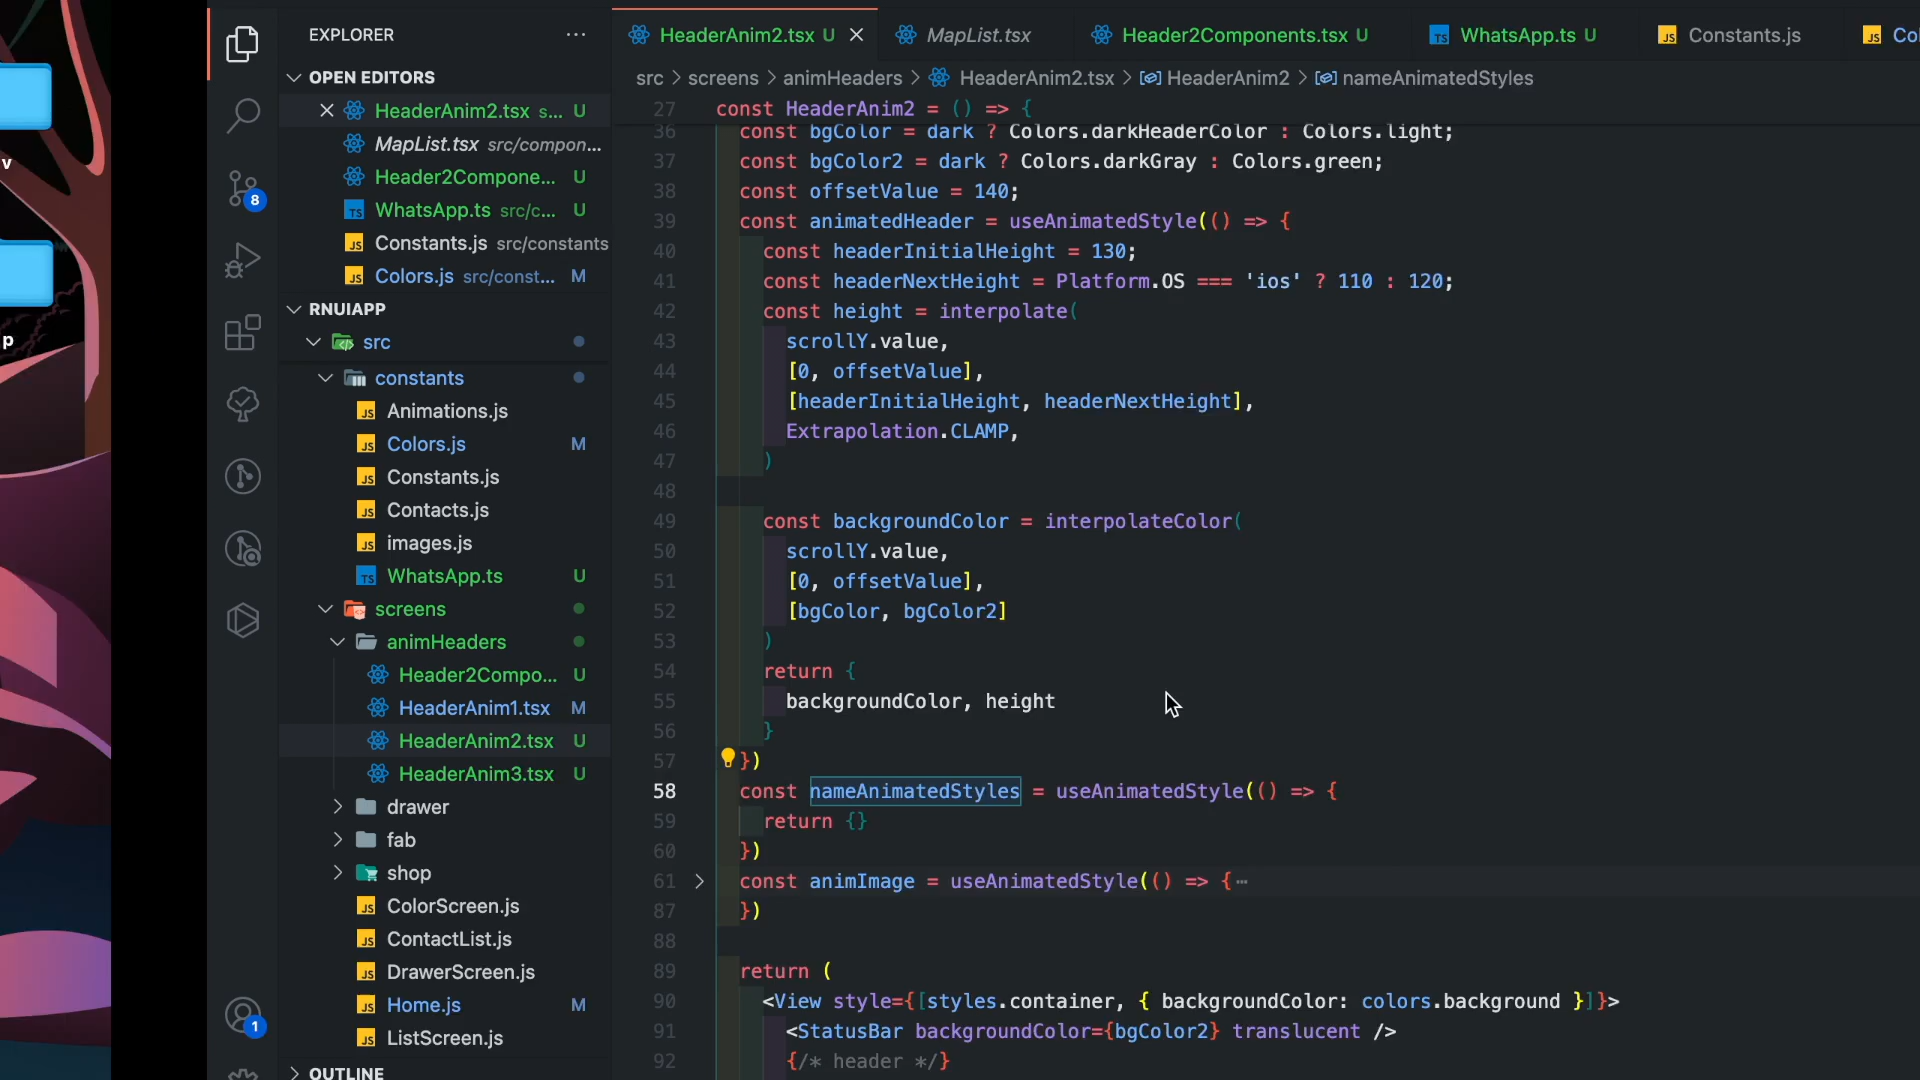 v
p
8
1
EXPLORER ···
OPEN EDITORS
HeaderAnim2.tsx s... U
MapList.tsx src/compon...
Header2Compone... U
WhatsApp.ts src/c... U
Constants.js src/constants
Colors.js src/const... M
RNUIAPP
src
constants
Animations.js
Colors.js M
Constants.js
Contacts.js
images.js
WhatsApp.ts U
screens
animHeaders
Header2Compo... U
HeaderAnim1.tsx M
HeaderAnim2.tsx U
HeaderAnim3.tsx U
drawer
fab
shop
ColorScreen.js
ContactList.js
DrawerScreen.js
Home.js M
ListScreen.js
OUTLINE
HeaderAnim2.tsx U MapList.tsx Header2Components.tsx U WhatsApp.ts U Constants.js Co
src > screens > animHeaders > HeaderAnim2.tsx > HeaderAnim2 > nameAnimatedStyles
27 const HeaderAnim2 = () => {
36 const bgColor = dark ? Colors.darkHeaderColor : Colors.light;
37 const bgColor2 = dark ? Colors.darkGray : Colors.green;
38 const offsetValue = 140;
39 const animatedHeader = useAnimatedStyle(() => {
40 const headerInitialHeight = 130;
41 const headerNextHeight = Platform.OS === 'ios' ? 110 : 120;
42 const height = interpolate(
43 scrollY.value,
44 [0, offsetValue],
45 [headerInitialHeight, headerNextHeight],
46 Extrapolation.CLAMP,
47 )
48
49 const backgroundColor = interpolateColor(
50 scrollY.value,
51 [0, offsetValue],
52 [bgColor, bgColor2]
53 )
54 return {
55 backgroundColor, height
56 }
57 })
58 const nameAnimatedStyles = useAnimatedStyle(() => {
59 return {}
60 })
61 const animImage = useAnimatedStyle(() => {⋯
87 })
88
89 return (
90 <View style={[styles.container, { backgroundColor: colors.background }]}>
91 <StatusBar backgroundColor={bgColor2} translucent />
92 {/* header */}